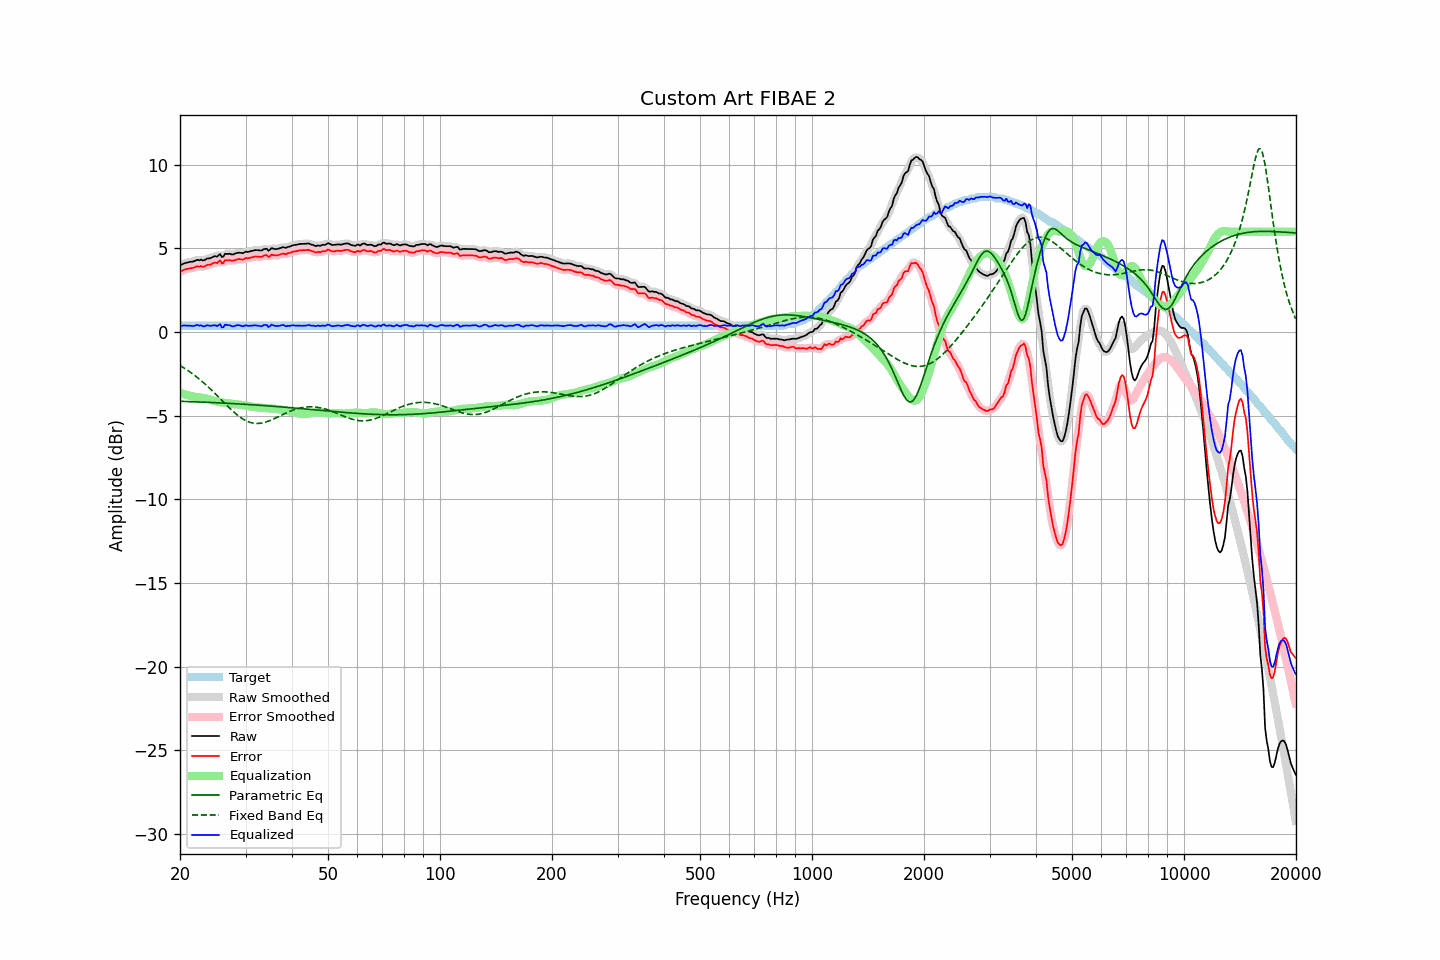 Custom Art FIBAE 2
Amplitude (dBr)
10
5
0
−5
−10
−15
−20
−25
−30
Target
Raw Smoothed
Error Smoothed
Raw
Error
Equalization
Parametric Eq
Fixed Band Eq
Equalized
20 50 100 200 500 1000 2000 5000 10000 20000
Frequency (Hz)